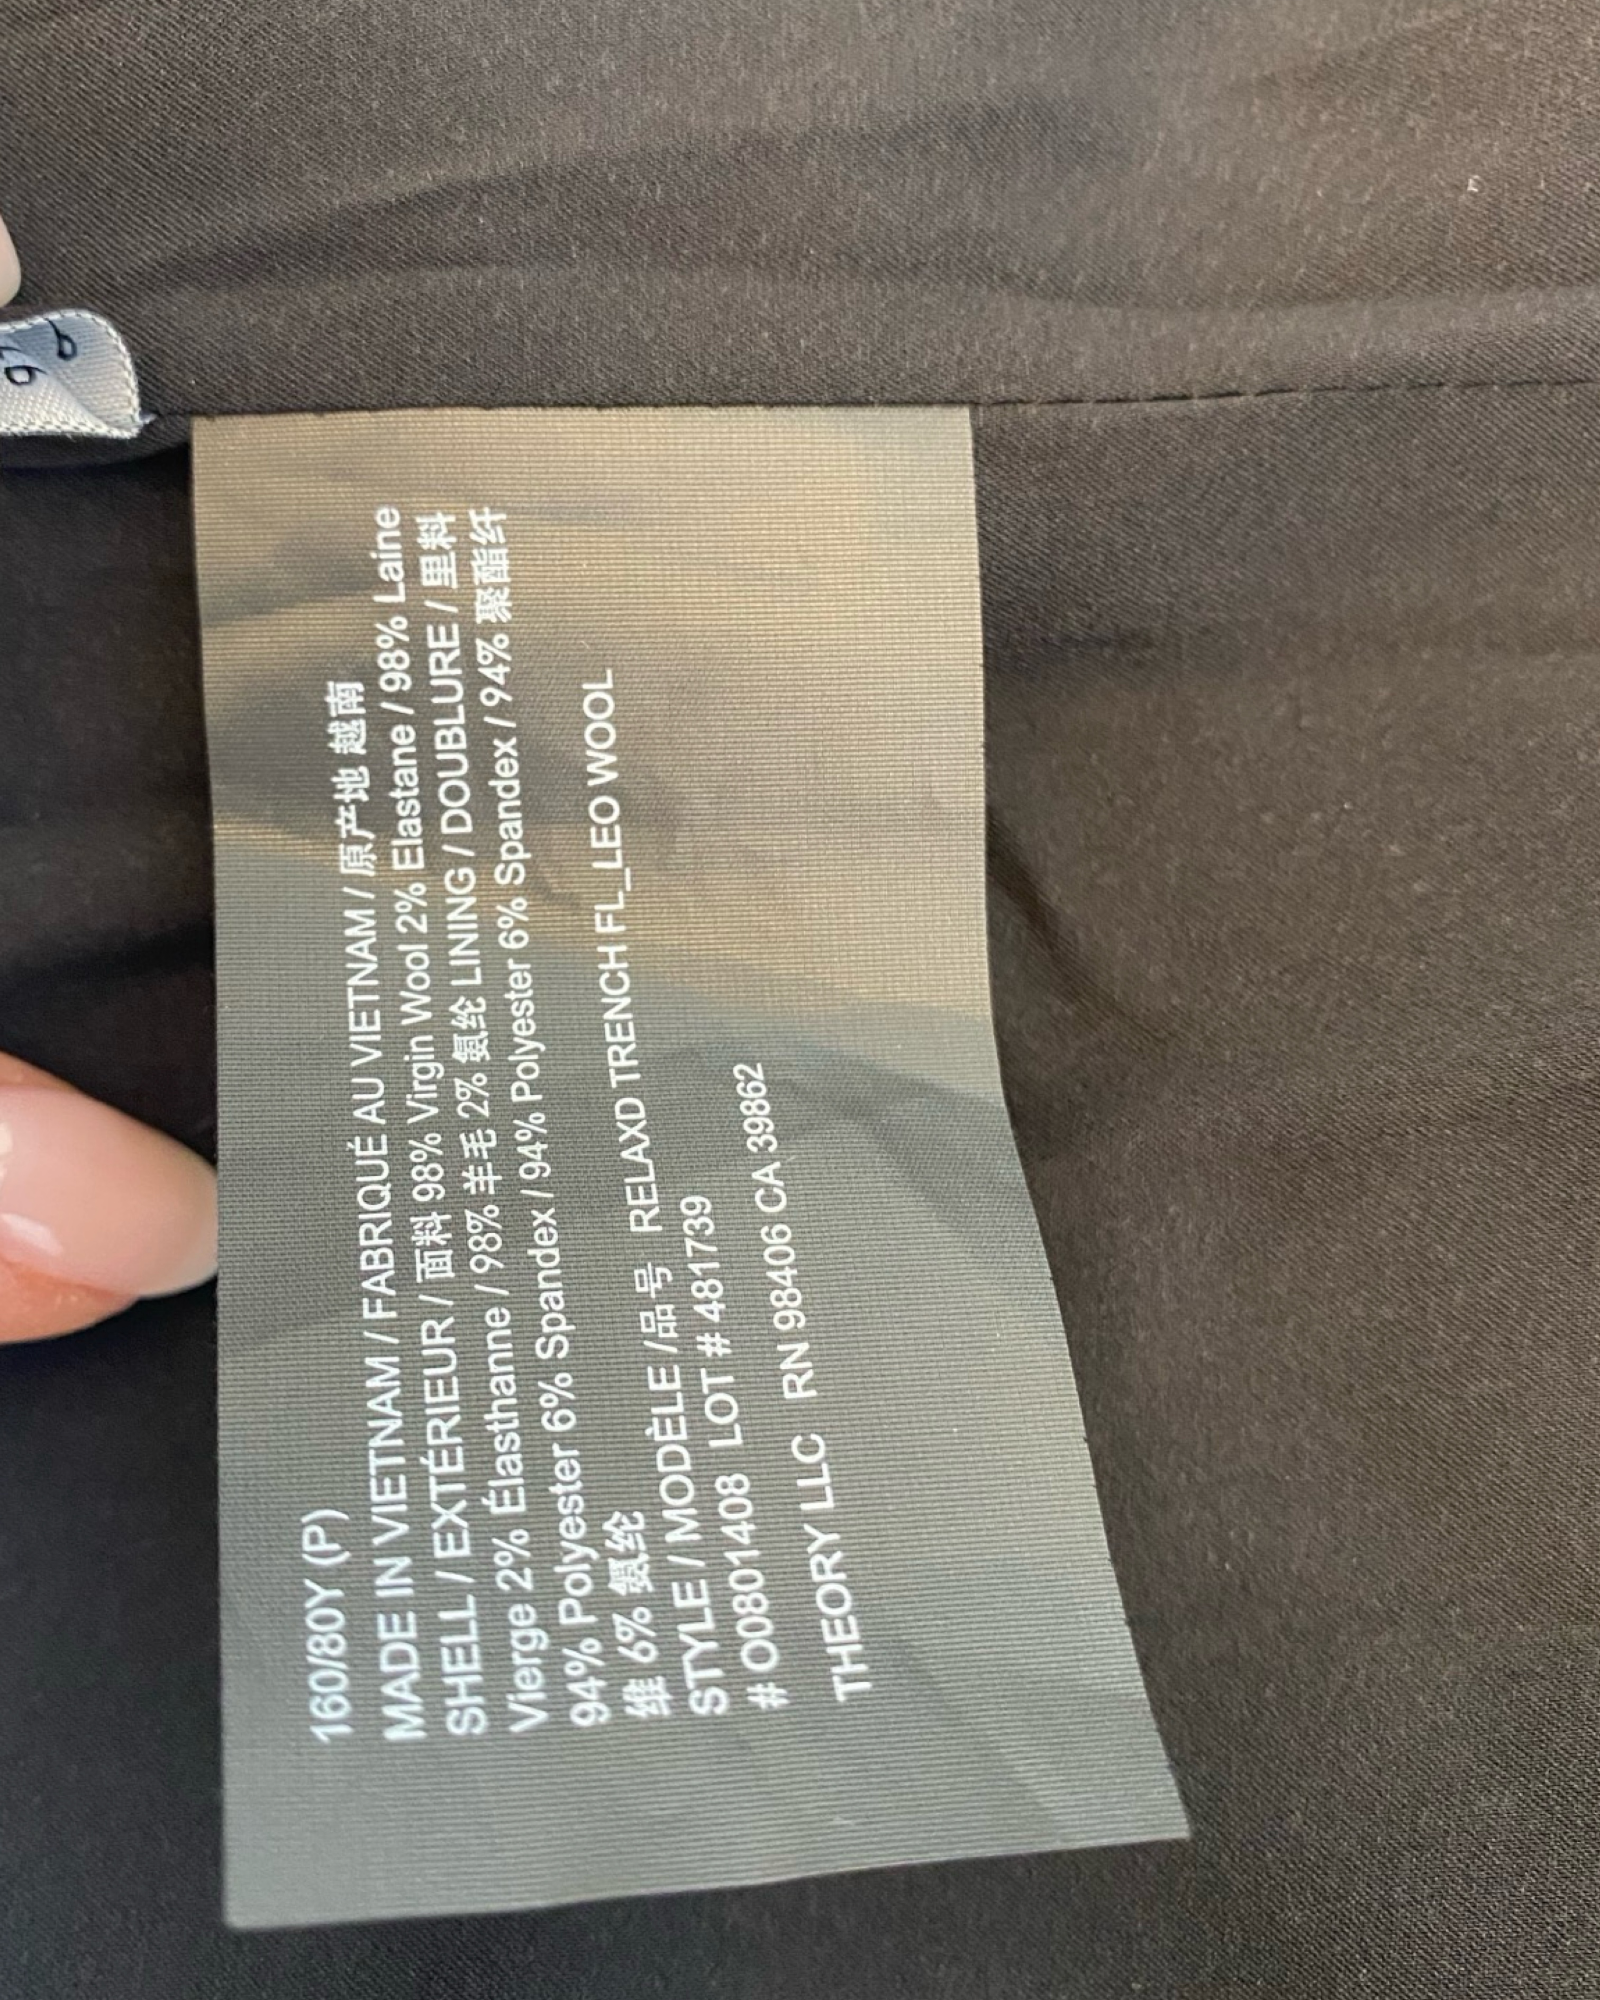 160/80Y (P)
MADE IN VIETNAM / FABRIQUÉ AU VIETNAM / 原产地 越南
SHELL / EXTÉRIEUR / 面料 98% Virgin Wool 2% Elastane / 98% Laine
Vierge 2% Élasthanne / 98% 羊毛 2% 氨纶 LINING / DOUBLURE / 里料
94% Polyester 6% Spandex / 94% Polyester 6% Spandex / 94% 聚酯纤
维 6% 氨纶
STYLE / MODÈLE /品号 RELAXD TRENCH FL_LEO WOOL
# O0801408 LOT # 481739
THEORY LLC RN 98406 CA 39862